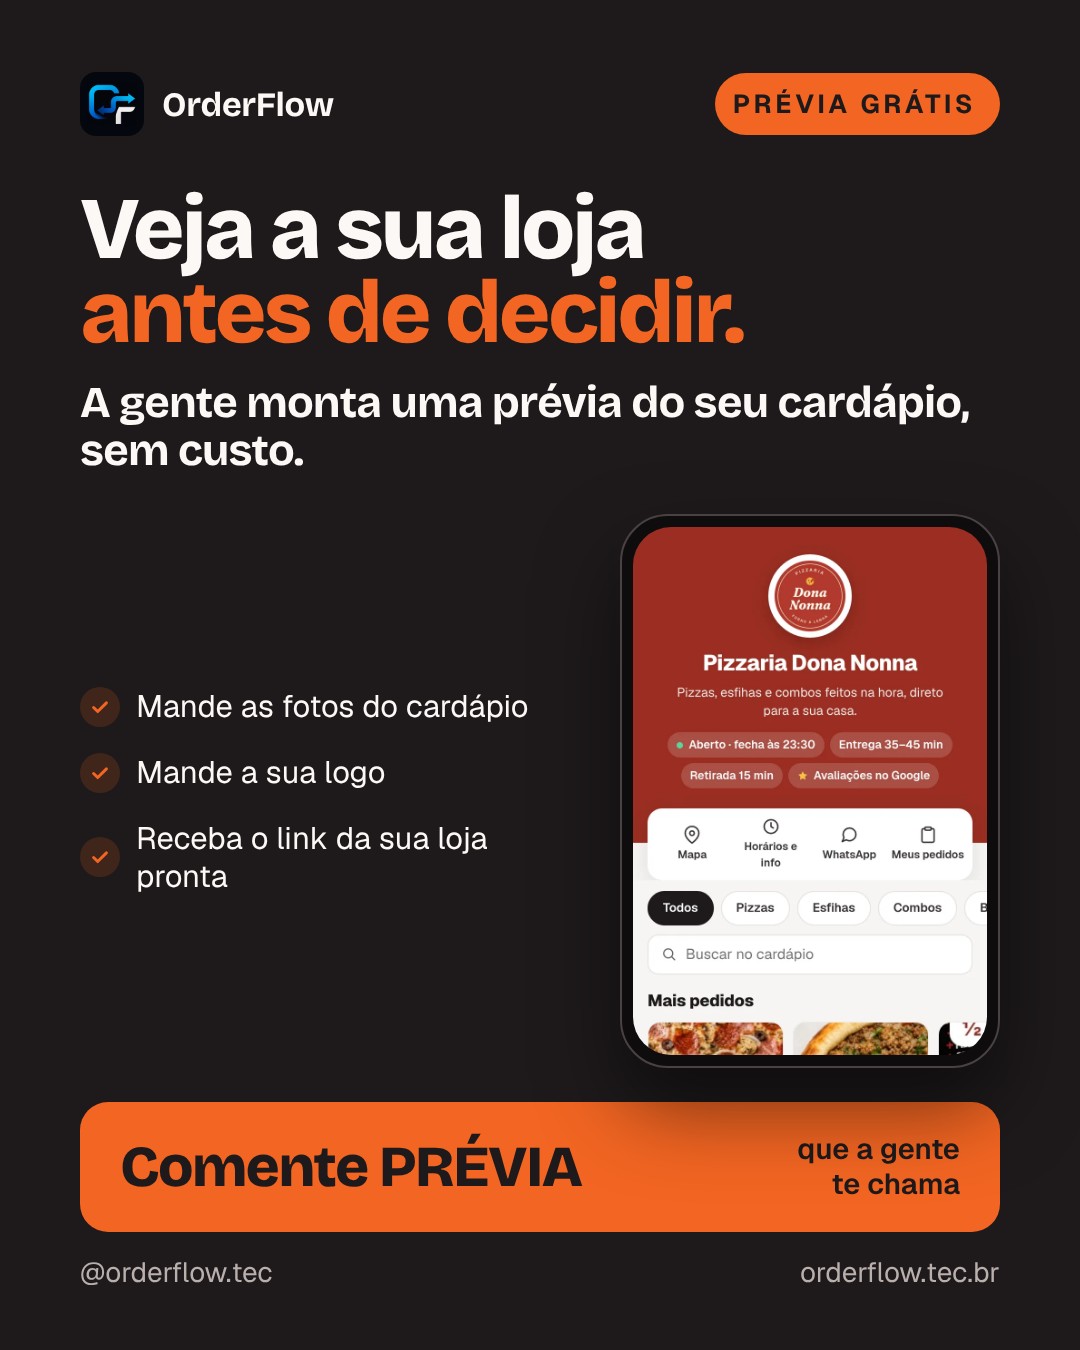 OrderFlow
PRÉVIA GRÁTIS
Veja a sua loja
antes de decidir.
A gente monta uma prévia do seu cardápio,
sem custo.
Mande as fotos do cardápio
Mande a sua logo
Receba o link da sua loja
pronta
PIZZARIA
Dona
Nonna
Pizzaria Dona Nonna
Pizzas, esfihas e combos feitos na hora, direto
para a sua casa.
Aberto · fecha às 23:30
Entrega 35–45 min
Retirada 15 min
Avaliações no Google
Mapa
Horários e
info
WhatsApp
Meus pedidos
Todos
Pizzas
Esfihas
Combos
B
Buscar no cardápio
Mais pedidos
½
Comente PRÉVIA
que a gente
te chama
@orderflow.tec
orderflow.tec.br